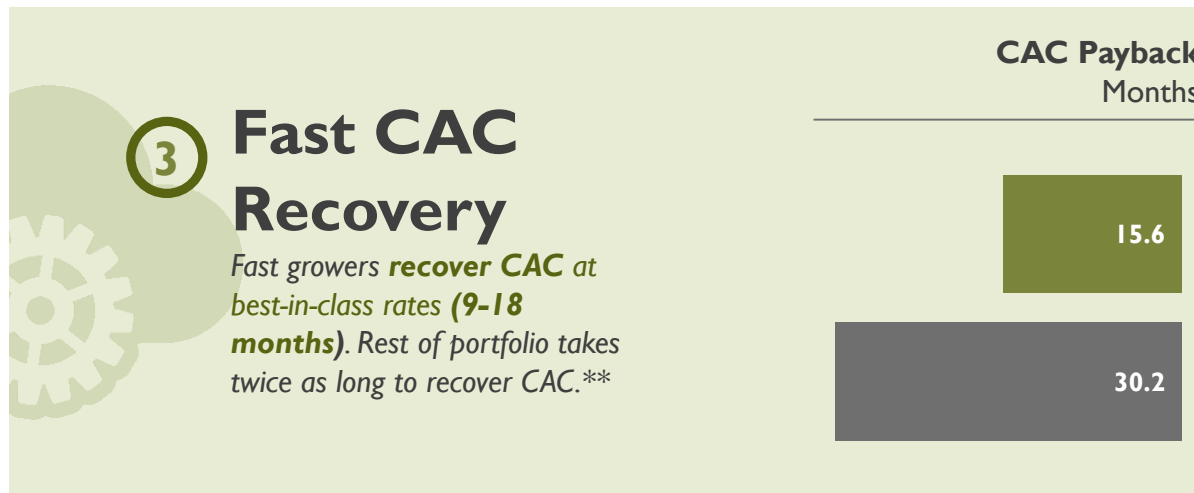 3
Fast CAC
Recovery
Fast growers recover CAC at
best-in-class rates (9-18
months). Rest of portfolio takes
twice as long to recover CAC.**
CAC Payback
Months
15.6
30.2